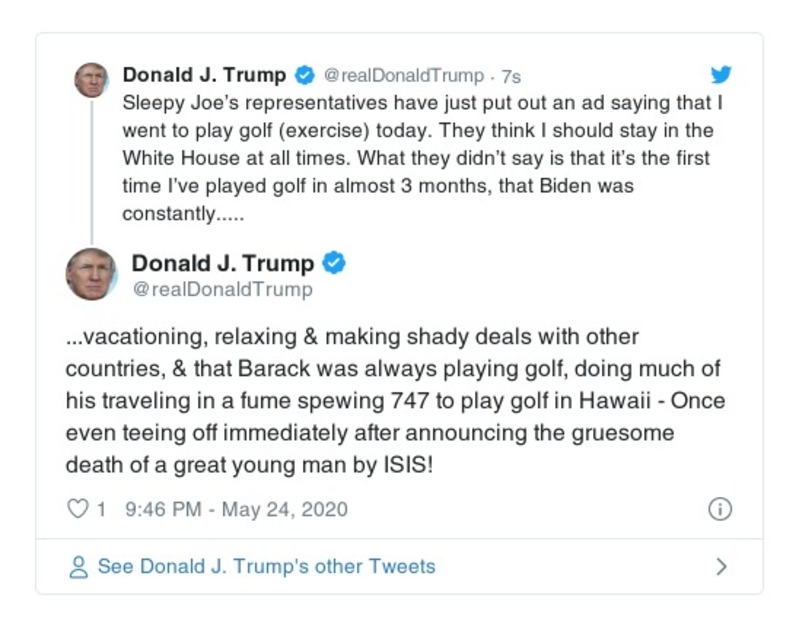 Donald J. Trump @realDonaldTrump · 7s
Sleepy Joe’s representatives have just put out an ad saying that I
went to play golf (exercise) today. They think I should stay in the
White House at all times. What they didn’t say is that it’s the first
time I’ve played golf in almost 3 months, that Biden was
constantly.....
Donald J. Trump
@realDonaldTrump
...vacationing, relaxing & making shady deals with other
countries, & that Barack was always playing golf, doing much of
his traveling in a fume spewing 747 to play golf in Hawaii - Once
even teeing off immediately after announcing the gruesome
death of a great young man by ISIS!
1 9:46 PM - May 24, 2020
See Donald J. Trump's other Tweets